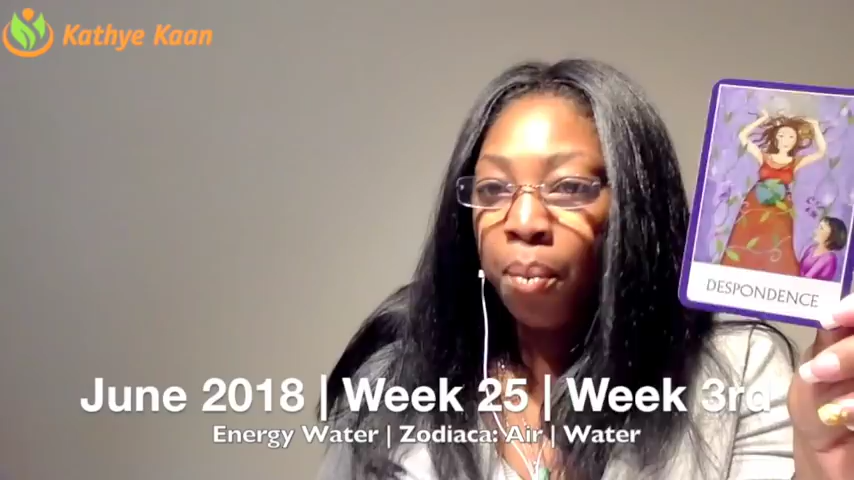 Kathye Kaan
DESPONDENCE
June 2018 | Week 25 | Week 3rd
Energy Water | Zodiaca: Air | Water